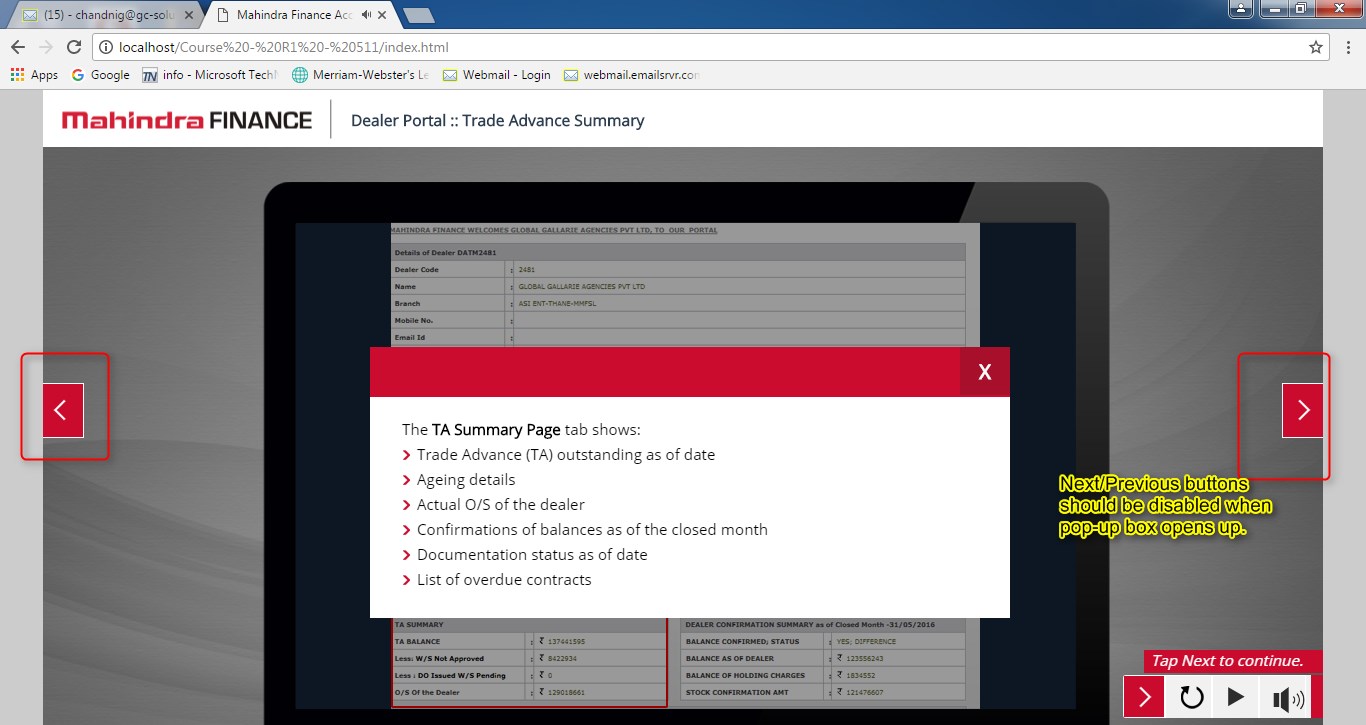 (15) - chandnig@gc-solu
Mahindra Finance Acc
localhost/Course%20-%20R1%20-%20511/index.html
Apps Google info - Microsoft Tech Merriam-Webster's Le Webmail - Login webmail.emailsrvr.con
Mahindra FINANCE
Dealer Portal :: Trade Advance Summary
MAHINDRA FINANCE WELCOMES GLOBAL GALLARIE AGENCIES PVT LTD, TO OUR PORTAL
Details of Dealer DATM2481
Dealer Code : 2481
Name : GLOBAL GALLARIE AGENCIES PVT LTD
Branch : ASI ENT-THANE-MMFSL
Mobile No. :
Email Id :
X
The TA Summary Page tab shows:
Trade Advance (TA) outstanding as of date
Ageing details
Actual O/S of the dealer
Confirmations of balances as of the closed month
Documentation status as of date
List of overdue contracts
Next/Previous buttons
should be disabled when
pop-up box opens up.
TA SUMMARY
TA BALANCE : ₹ 137441595
Less: W/S Not Approved : ₹ 8422934
Less : DO Issued W/S Pending : ₹ 0
O/S Of the Dealer : ₹ 129018661
DEALER CONFIRMATION SUMMARY as of Closed Month -31/05/2016
BALANCE CONFIRMED; STATUS : YES; DIFFERENCE
BALANCE AS OF DEALER : ₹ 123556243
BALANCE OF HOLDING CHARGES : ₹ 1834552
STOCK CONFIRMATION AMT : ₹ 121476607
Tap Next to continue.